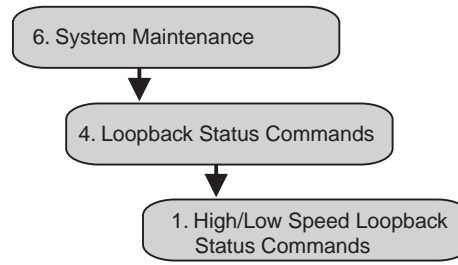 6. System Maintenance
4. Loopback Status Commands
1. High/Low Speed Loopback
Status Commands